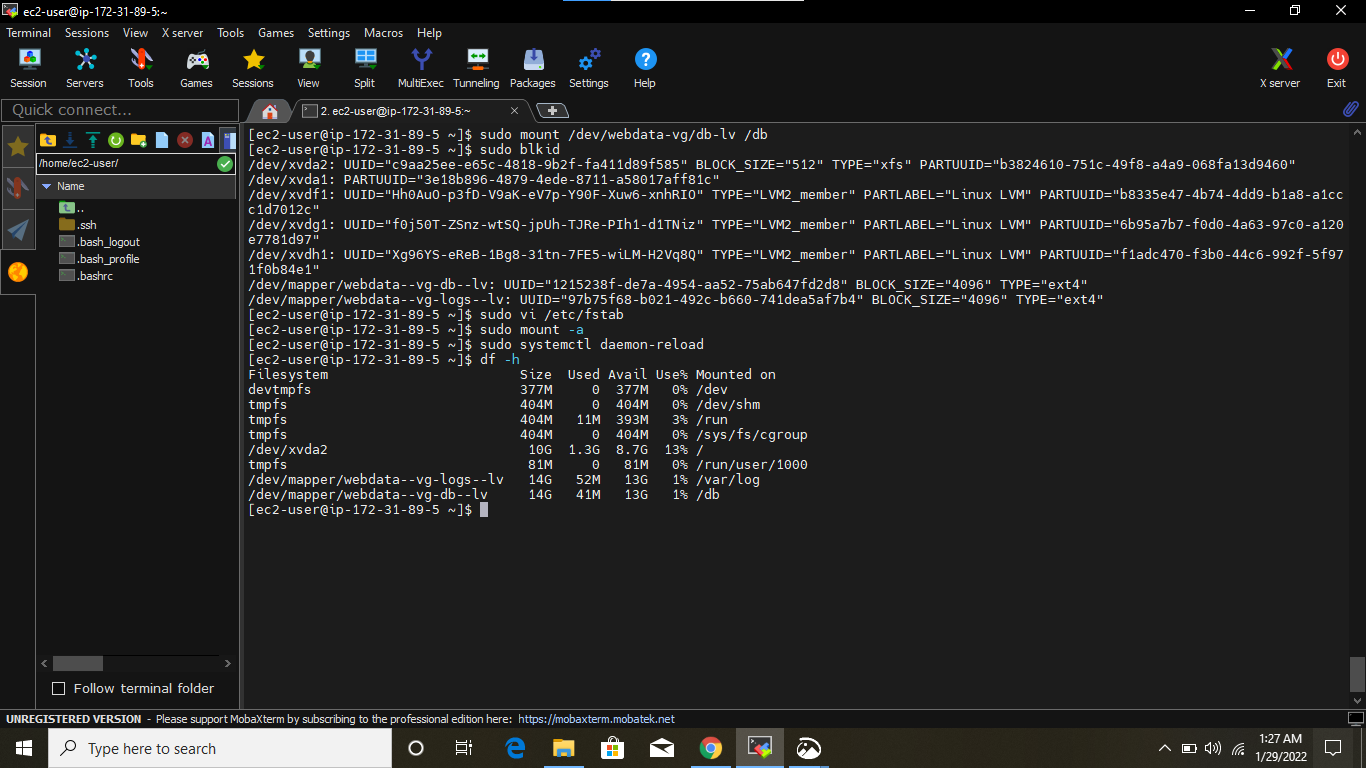 ec2-user@ip-172-31-89-5:~
Terminal Sessions View X server Tools Games Settings Macros Help
Session Servers Tools Games Sessions View Split MultiExec Tunneling Packages Settings Help X server Exit
Quick connect...
2. ec2-user@ip-172-31-89-5:~
/home/ec2-user/
Name
..
.ssh
.bash_logout
.bash_profile
.bashrc
Follow terminal folder
[ec2-user@ip-172-31-89-5 ~]$ sudo mount /dev/webdata-vg/db-lv /db
[ec2-user@ip-172-31-89-5 ~]$ sudo blkid
/dev/xvda2: UUID="c9aa25ee-e65c-4818-9b2f-fa411d89f585" BLOCK_SIZE="512" TYPE="xfs" PARTUUID="b3824610-751c-49f8-a4a9-068fa13d9460"
/dev/xvda1: PARTUUID="3e18b896-4879-4ede-8711-a58017aff81c"
/dev/xvdf1: UUID="Hh0AuO-p3fD-V9aK-eV7p-Y90F-Xuw6-xnhRIO" TYPE="LVM2_member" PARTLABEL="Linux LVM" PARTUUID="b8335e47-4b74-4dd9-b1a8-a1cc
c1d7012c"
/dev/xvdg1: UUID="f0j50T-ZSnz-wtSQ-jpUh-TJRe-PIh1-d1TNiz" TYPE="LVM2_member" PARTLABEL="Linux LVM" PARTUUID="6b95a7b7-f0d0-4a63-97c0-a120
e7781d97"
/dev/xvdh1: UUID="Xg96YS-eReB-1Bg8-31tn-7FE5-wiLM-H2Vq8Q" TYPE="LVM2_member" PARTLABEL="Linux LVM" PARTUUID="f1adc470-f3b0-44c6-992f-5f97
1f0b84e1"
/dev/mapper/webdata--vg-db--lv: UUID="1215238f-de7a-4954-aa52-75ab647fd2d8" BLOCK_SIZE="4096" TYPE="ext4"
/dev/mapper/webdata--vg-logs--lv: UUID="97b75f68-b021-492c-b660-741dea5af7b4" BLOCK_SIZE="4096" TYPE="ext4"
[ec2-user@ip-172-31-89-5 ~]$ sudo vi /etc/fstab
[ec2-user@ip-172-31-89-5 ~]$ sudo mount -a
[ec2-user@ip-172-31-89-5 ~]$ sudo systemctl daemon-reload
[ec2-user@ip-172-31-89-5 ~]$ df -h
Filesystem Size Used Avail Use% Mounted on
devtmpfs 377M 0 377M 0% /dev
tmpfs 404M 0 404M 0% /dev/shm
tmpfs 404M 11M 393M 3% /run
tmpfs 404M 0 404M 0% /sys/fs/cgroup
/dev/xvda2 10G 1.3G 8.7G 13% /
tmpfs 81M 0 81M 0% /run/user/1000
/dev/mapper/webdata--vg-logs--lv 14G 52M 13G 1% /var/log
/dev/mapper/webdata--vg-db--lv 14G 41M 13G 1% /db
[ec2-user@ip-172-31-89-5 ~]$
UNREGISTERED VERSION - Please support MobaXterm by subscribing to the professional edition here: https://mobaxterm.mobatek.net
Type here to search
1:27 AM
1/29/2022